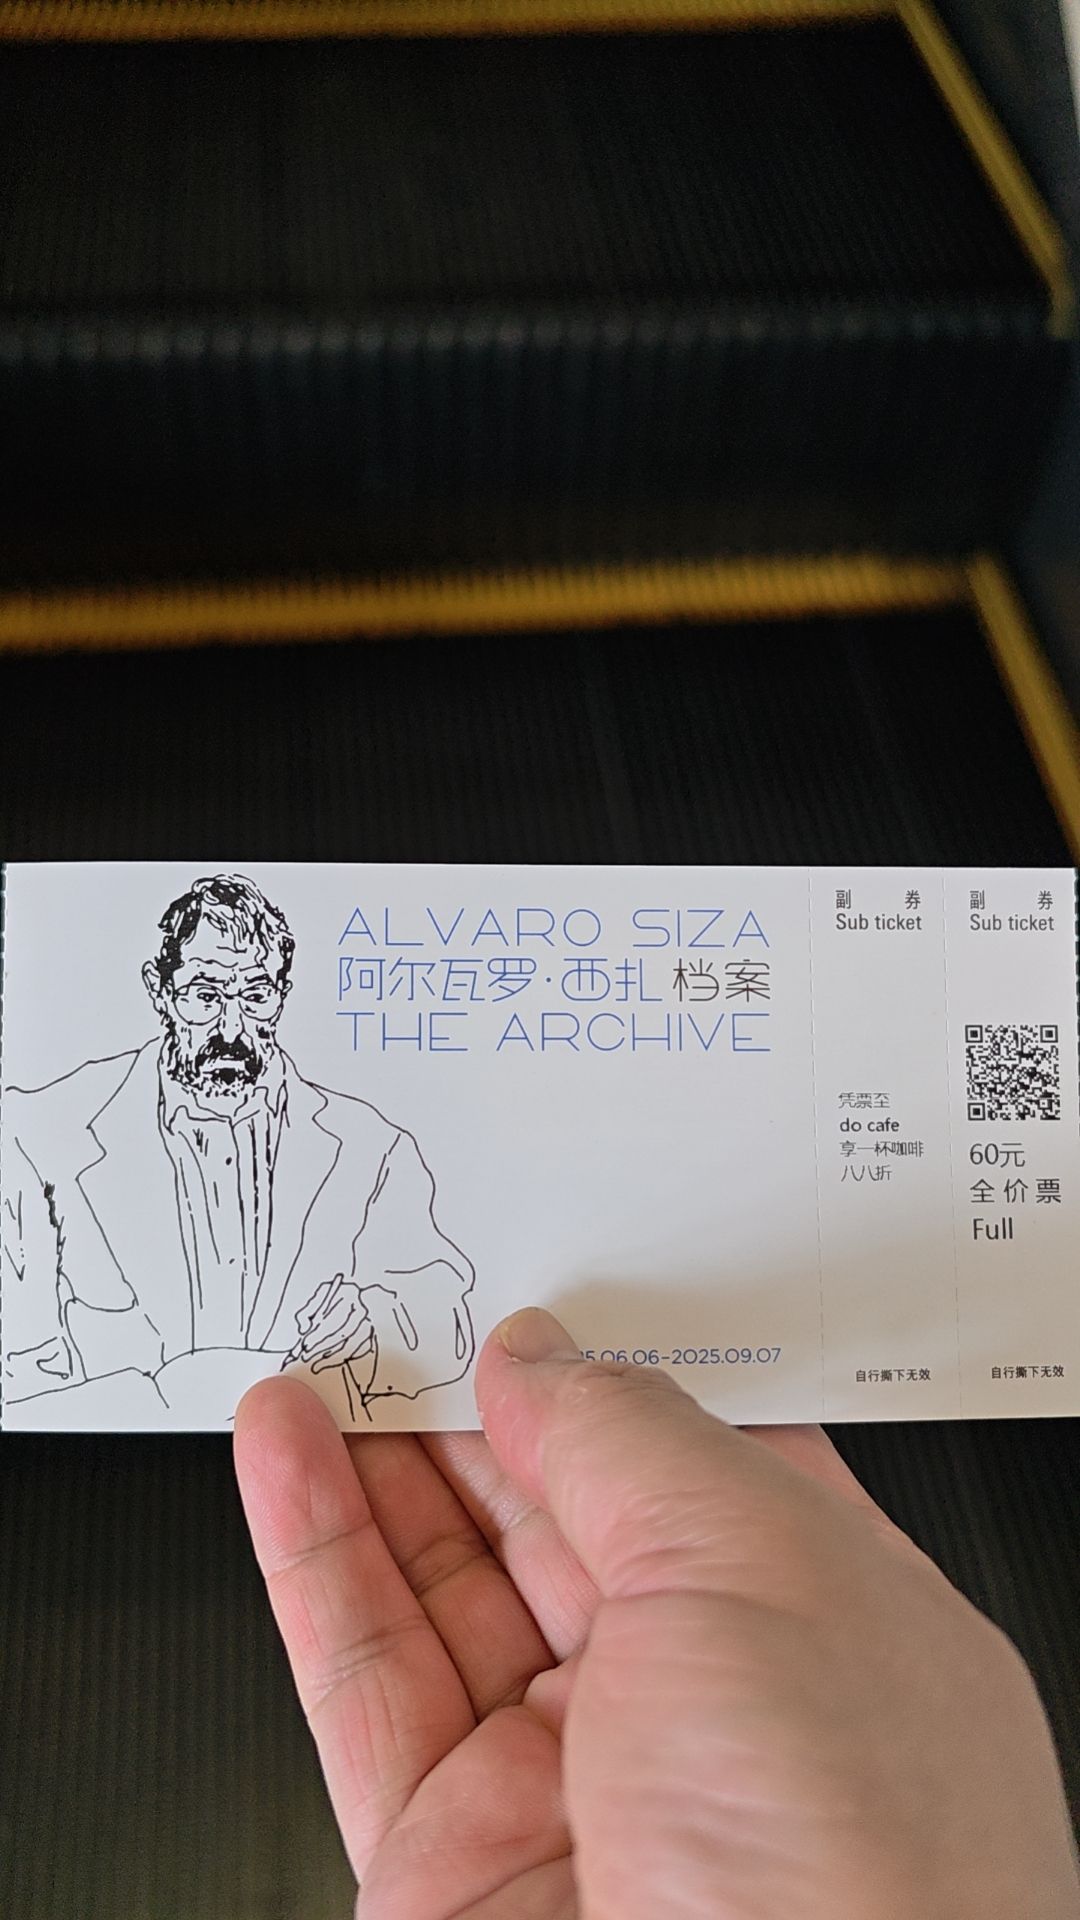 ALVARO SIZA
阿尔瓦罗·西扎档案
THE ARCHIVE
06.06-2025.09.07
副 券
Sub ticket
凭票至
do cafe
享一杯咖啡
八八折
自行撕下无效
副 券
Sub ticket
60元
全价票
Full
自行撕下无效